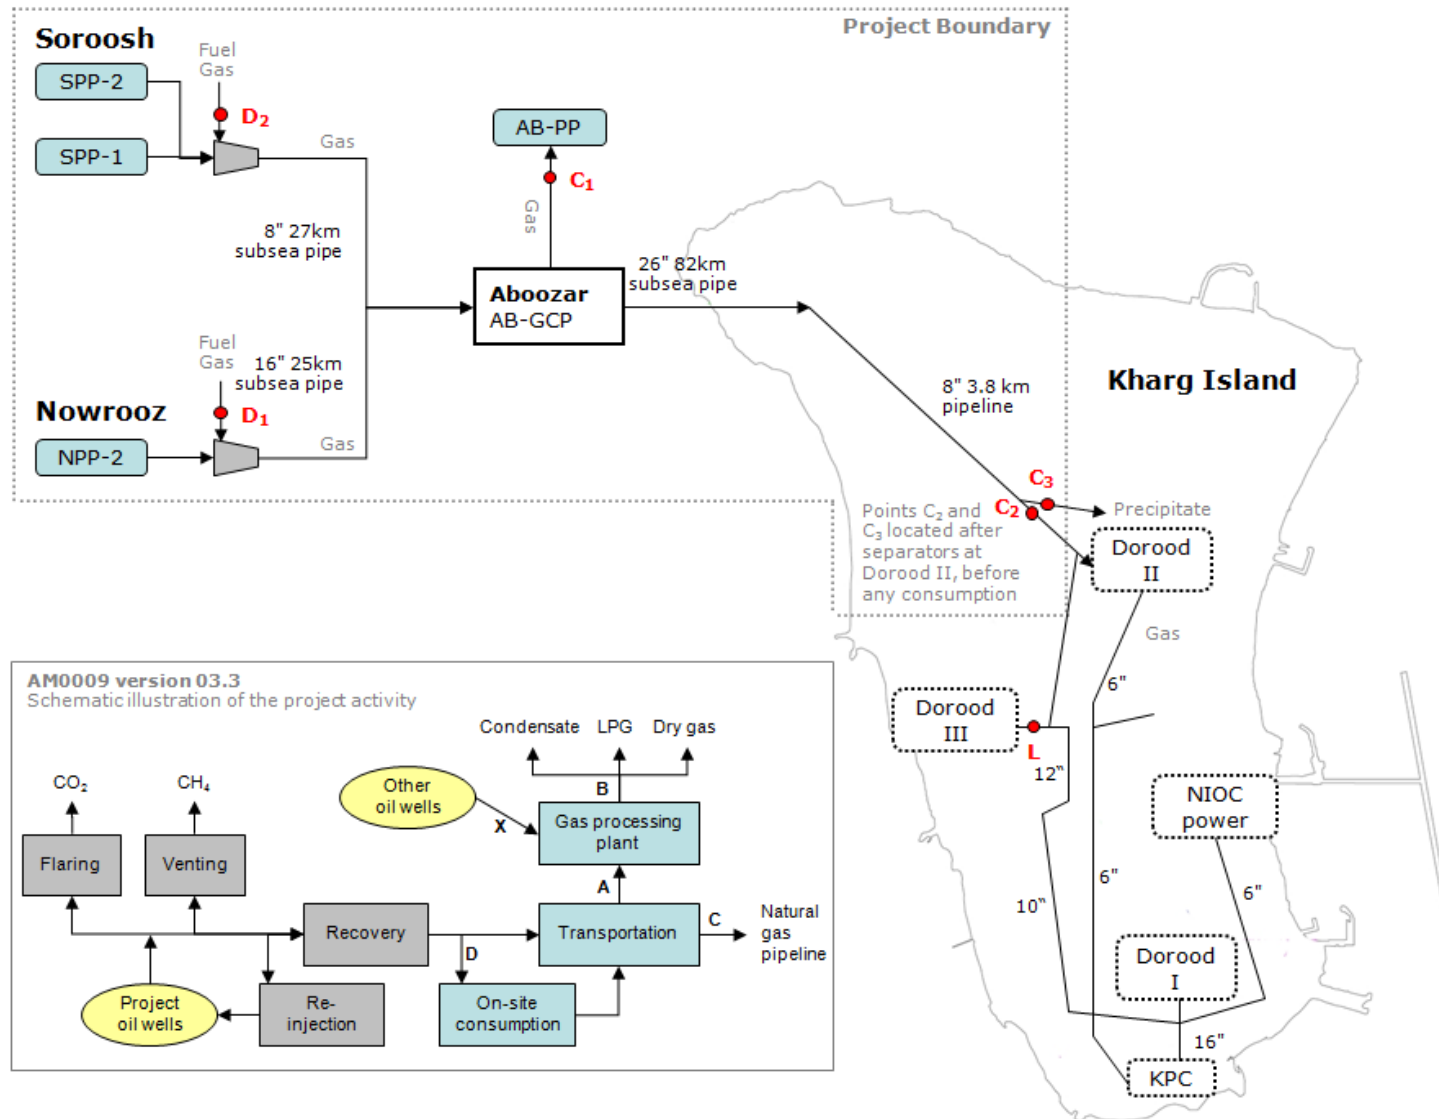 Project Boundary
Soroosh
Fuel
Gas
SPP-2
D₂
SPP-1
Gas
AB-PP
C₁
Gas
8" 27km
subsea pipe
26" 82km
subsea pipe
Aboozar
AB-GCP
Fuel
Gas
16" 25km
subsea pipe
Nowrooz
D₁
NPP-2
Gas
Kharg Island
8" 3.8 km
pipeline
C₃
C₂
Precipitate
Points C₂ and
C₃ located after
separators at
Dorood II, before
any consumption
Dorood
II
Gas
6"
Dorood
III
L
12"
NIOC
power
6"
6"
10"
Dorood
I
16"
KPC
AM0009 version 03.3
Schematic illustration of the project activity
Condensate LPG Dry gas
CO₂
CH₄
Other
oil wells
B
X
Gas processing
plant
Flaring
Venting
A
Recovery
D
Transportation
C
Natural
gas
pipeline
Project
oil wells
Re-
injection
On-site
consumption